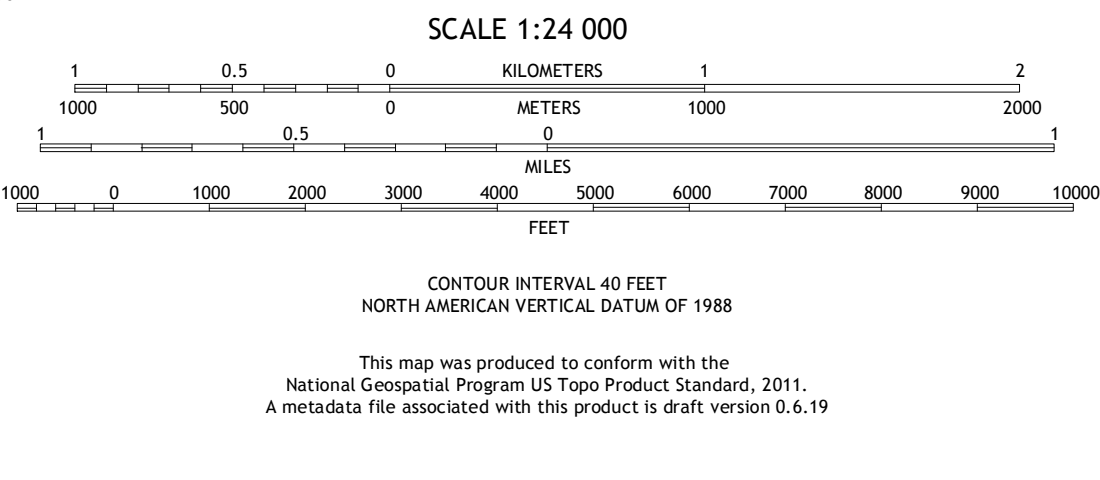 SCALE 1:24 000
1 0.5 0 KILOMETERS 1 2
1000 500 0 METERS 1000 2000
1 0.5 0 1
MILES
1000 0 1000 2000 3000 4000 5000 6000 7000 8000 9000 10000
FEET
CONTOUR INTERVAL 40 FEET
NORTH AMERICAN VERTICAL DATUM OF 1988
This map was produced to conform with the
National Geospatial Program US Topo Product Standard, 2011.
A metadata file associated with this product is draft version 0.6.19